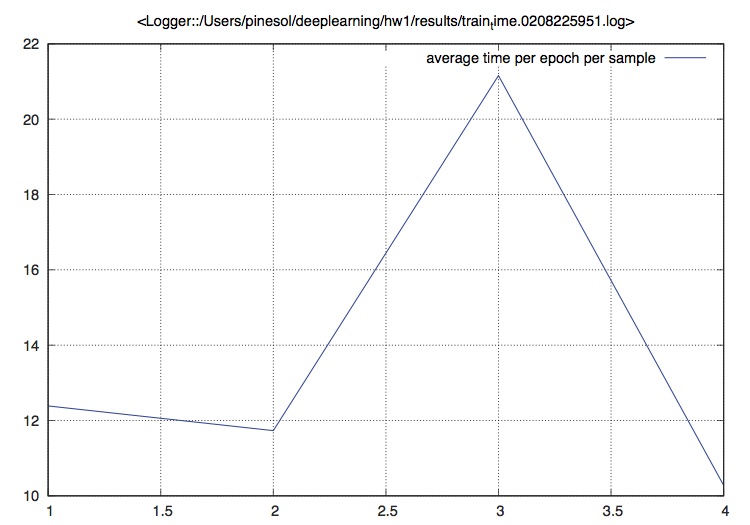 <Logger::/Users/pinesol/deeplearning/hw1/results/traintime.0208225951.log>
average time per epoch per sample
22
20
18
16
14
12
10
1 1.5 2 2.5 3 3.5 4